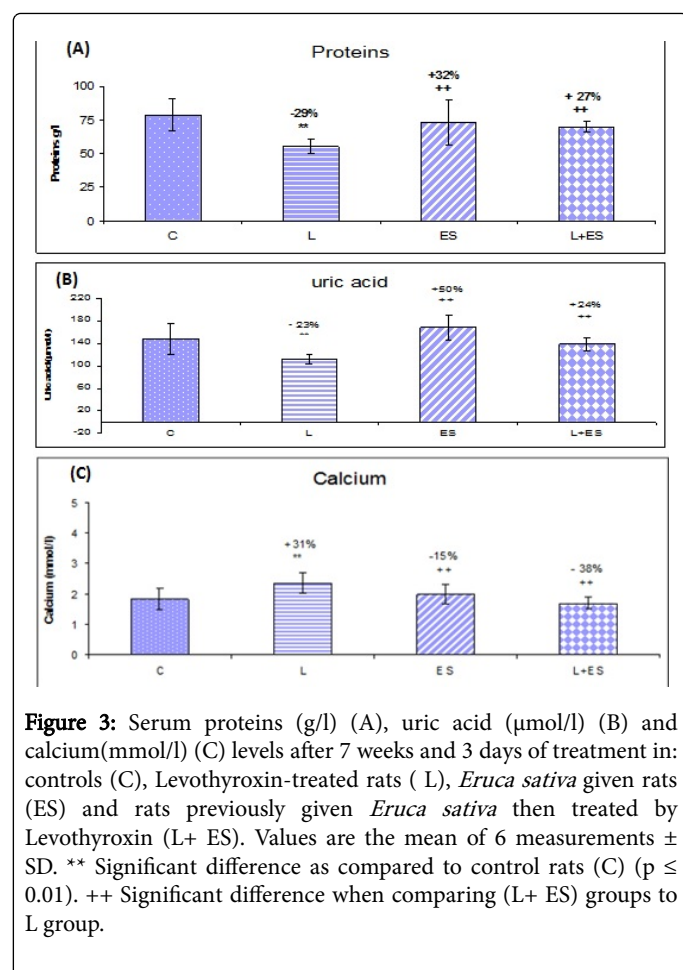 (A)
Proteins
Proteins g/l
100
75
50
25
0
-29%
**
+32%
++
+ 27%
++
C L ES L+ES
(B)
uric acid
220
180
140
100
60
20
-20
- 23%
**
+50%
++
+24%
++
C L ES L+ES
(C)
Calcium
Calcium (mmol/l)
5
4
3
2
1
0
+31%
**
-15%
++
- 38%
++
C L ES L+ES
Figure 3: Serum proteins (g/l) (A), uric acid (μmol/l) (B) and
calcium(mmol/l) (C) levels after 7 weeks and 3 days of treatment in:
controls (C), Levothyroxin-treated rats ( L), Eruca sativa given rats
(ES) and rats previously given Eruca sativa then treated by
Levothyroxin (L+ ES). Values are the mean of 6 measurements ±
SD. ** Significant difference as compared to control rats (C) (p ≤
0.01). ++ Significant difference when comparing (L+ ES) groups to
L group.